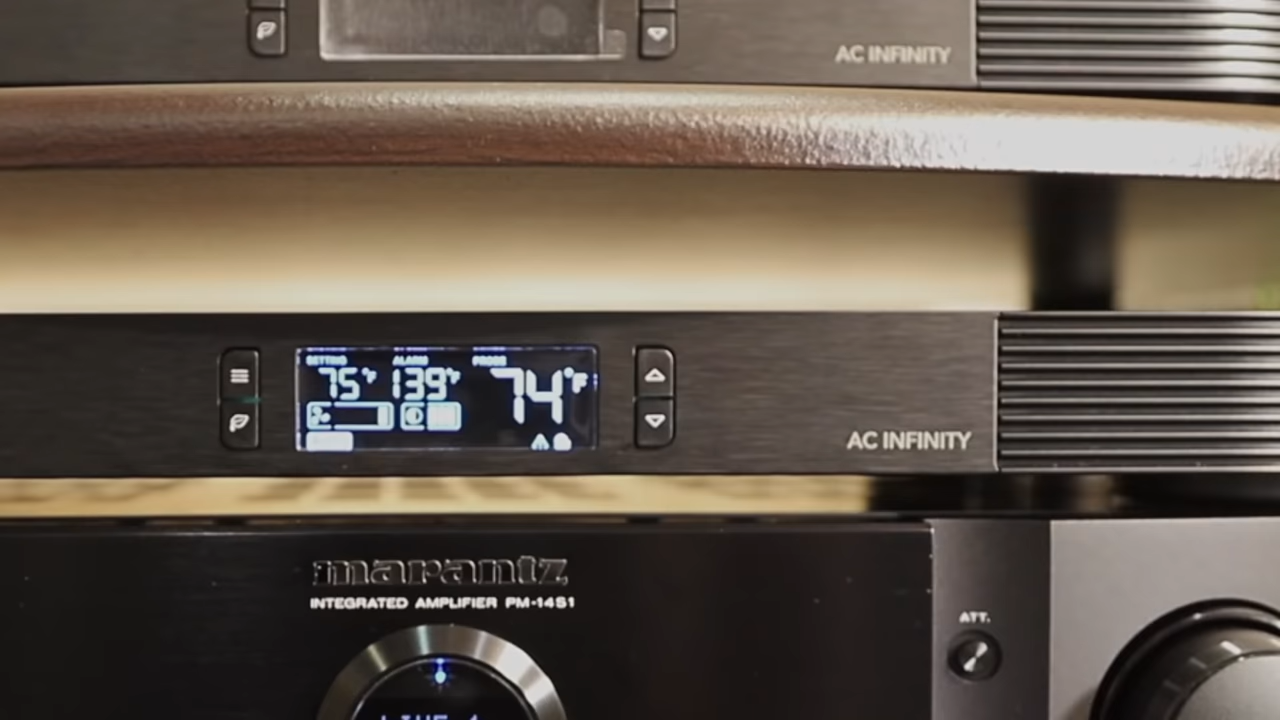 AC INFINITY
SETTING ALARM PROBE
75°F 139°F 74°F
AC INFINITY
marantz
INTEGRATED AMPLIFIER PM-14S1
ATT.